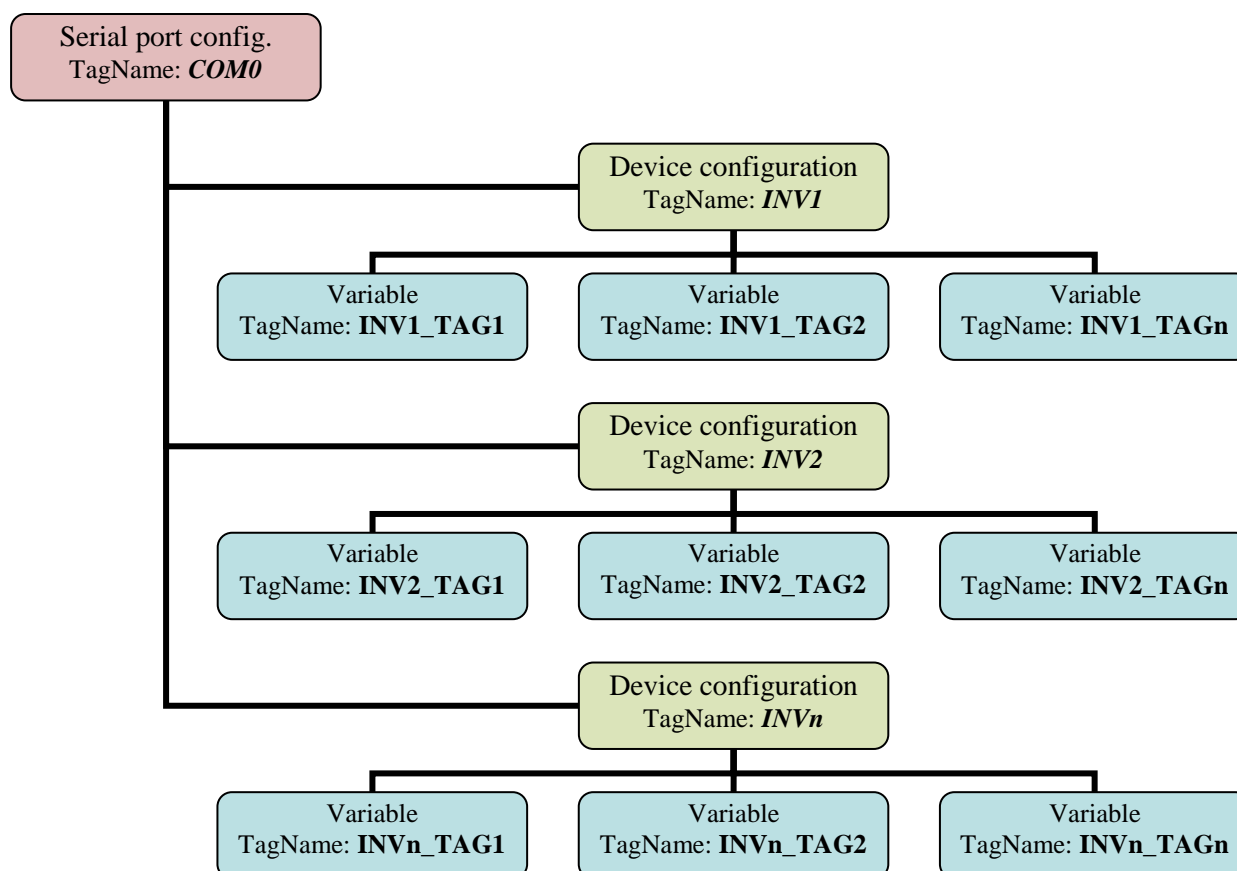 Serial port config.
TagName: COM0
Device configuration
TagName: INV1
Variable
TagName: INV1_TAG1
Variable
TagName: INV1_TAG2
Variable
TagName: INV1_TAGn
Device configuration
TagName: INV2
Variable
TagName: INV2_TAG1
Variable
TagName: INV2_TAG2
Variable
TagName: INV2_TAGn
Device configuration
TagName: INVn
Variable
TagName: INVn_TAG1
Variable
TagName: INVn_TAG2
Variable
TagName: INVn_TAGn